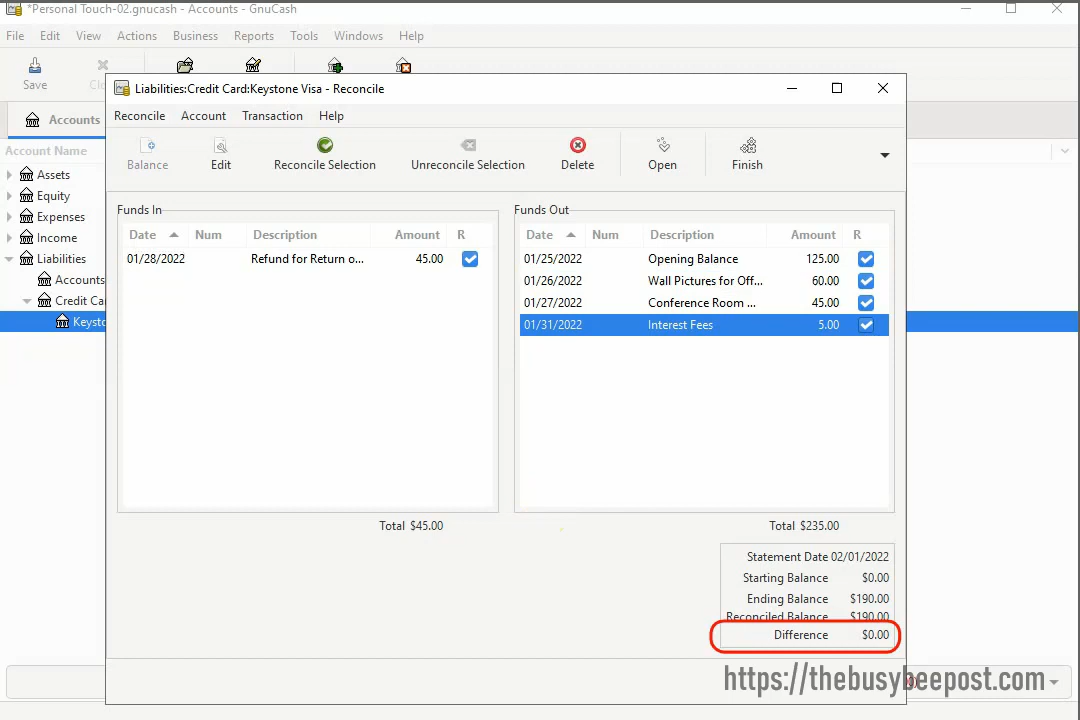 *Personal Touch-02.gnucash - Accounts - GnuCash
File Edit View Actions Business Reports Tools Windows Help
Save
Accounts
Account Name
Assets
Equity
Expenses
Income
Liabilities
Accounts
Credit
Liabilities:Credit Card:Keystone Visa - Reconcile
Reconcile Account Transaction Help
Balance Edit Reconcile Selection Unreconcile Selection Delete Open Finish
Funds In
Date Num Description Amount R
01/28/2022 Refund for Return o... 45.00
Total $45.00
Funds Out
Date Num Description Amount R
01/25/2022 Opening Balance 125.00
01/26/2022 Wall Pictures for Off... 60.00
01/27/2022 Conference Room ... 45.00
01/31/2022 Interest Fees 5.00
Total $235.00
Statement Date 02/01/2022
Starting Balance $0.00
Ending Balance $190.00
Reconciled Balance $190.00
Difference $0.00
https://thebusybeepost.com